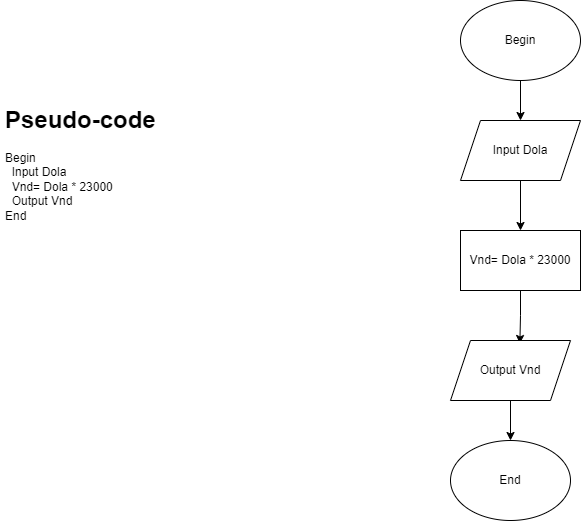 Pseudo-code
Begin
Input Dola
Vnd= Dola * 23000
Output Vnd
End
Begin
Input Dola
Vnd= Dola * 23000
Output Vnd
End